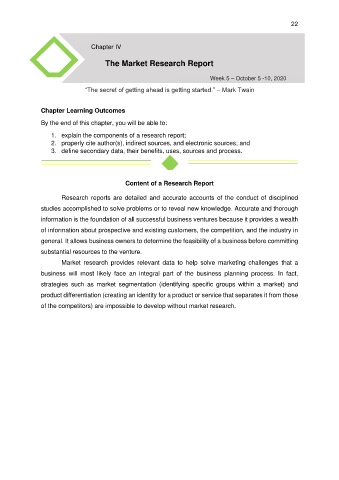 22
Chapter IV
The Market Research Report
Week 5 – October 5 -10, 2020
"The secret of getting ahead is getting started." – Mark Twain
Chapter Learning Outcomes
By the end of this chapter, you will be able to:
1. explain the components of a research report;
2. properly cite author(s), indirect sources, and electronic sources, and
3. define secondary data, their benefits, uses, sources and process.
Content of a Research Report
Research reports are detailed and accurate accounts of the conduct of disciplined
studies accomplished to solve problems or to reveal new knowledge. Accurate and thorough
information is the foundation of all successful business ventures because it provides a wealth
of information about prospective and existing customers, the competition, and the industry in
general. It allows business owners to determine the feasibility of a business before committing
substantial resources to the venture.
Market research provides relevant data to help solve marketing challenges that a
business will most likely face an integral part of the business planning process. In fact,
strategies such as market segmentation (identifying specific groups within a market) and
product differentiation (creating an identity for a product or service that separates it from those
of the competitors) are impossible to develop without market research.